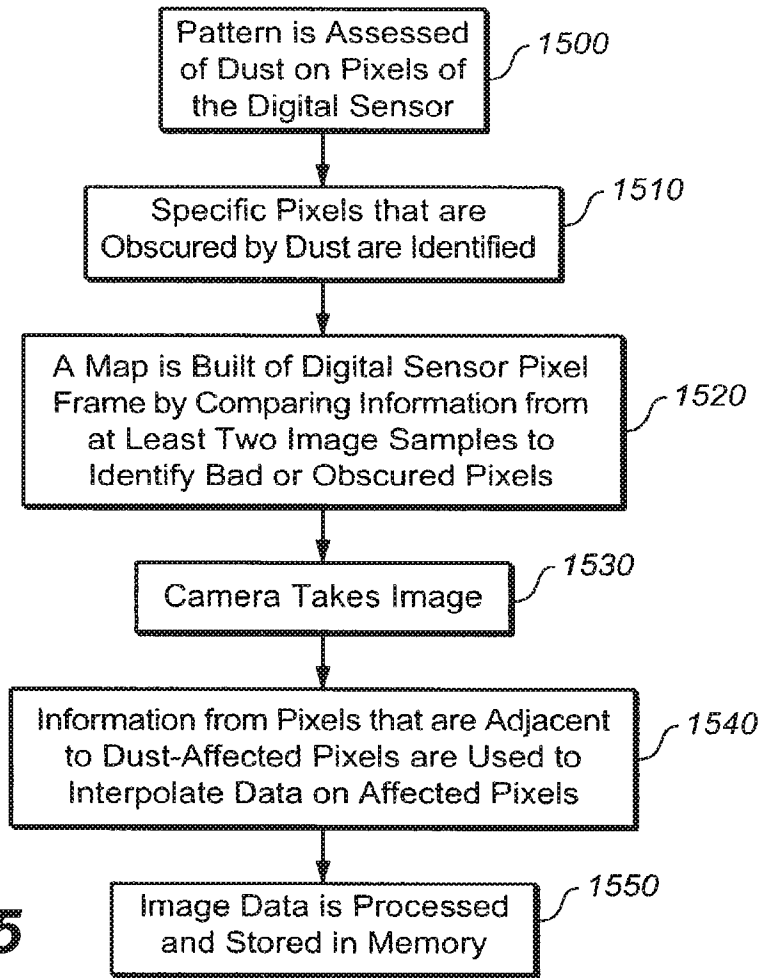 Pattern is Assessed
of Dust on Pixels of
the Digital Sensor
1500
Specific Pixels that are
Obscured by Dust are Identified
1510
A Map is Built of Digital Sensor Pixel
Frame by Comparing Information from
at Least Two Image Samples to
Identify Bad or Obscured Pixels
1520
Camera Takes Image
1530
Information from Pixels that are Adjacent
to Dust-Affected Pixels are Used to
Interpolate Data on Affected Pixels
1540
Image Data is Processed
and Stored in Memory
1550
5